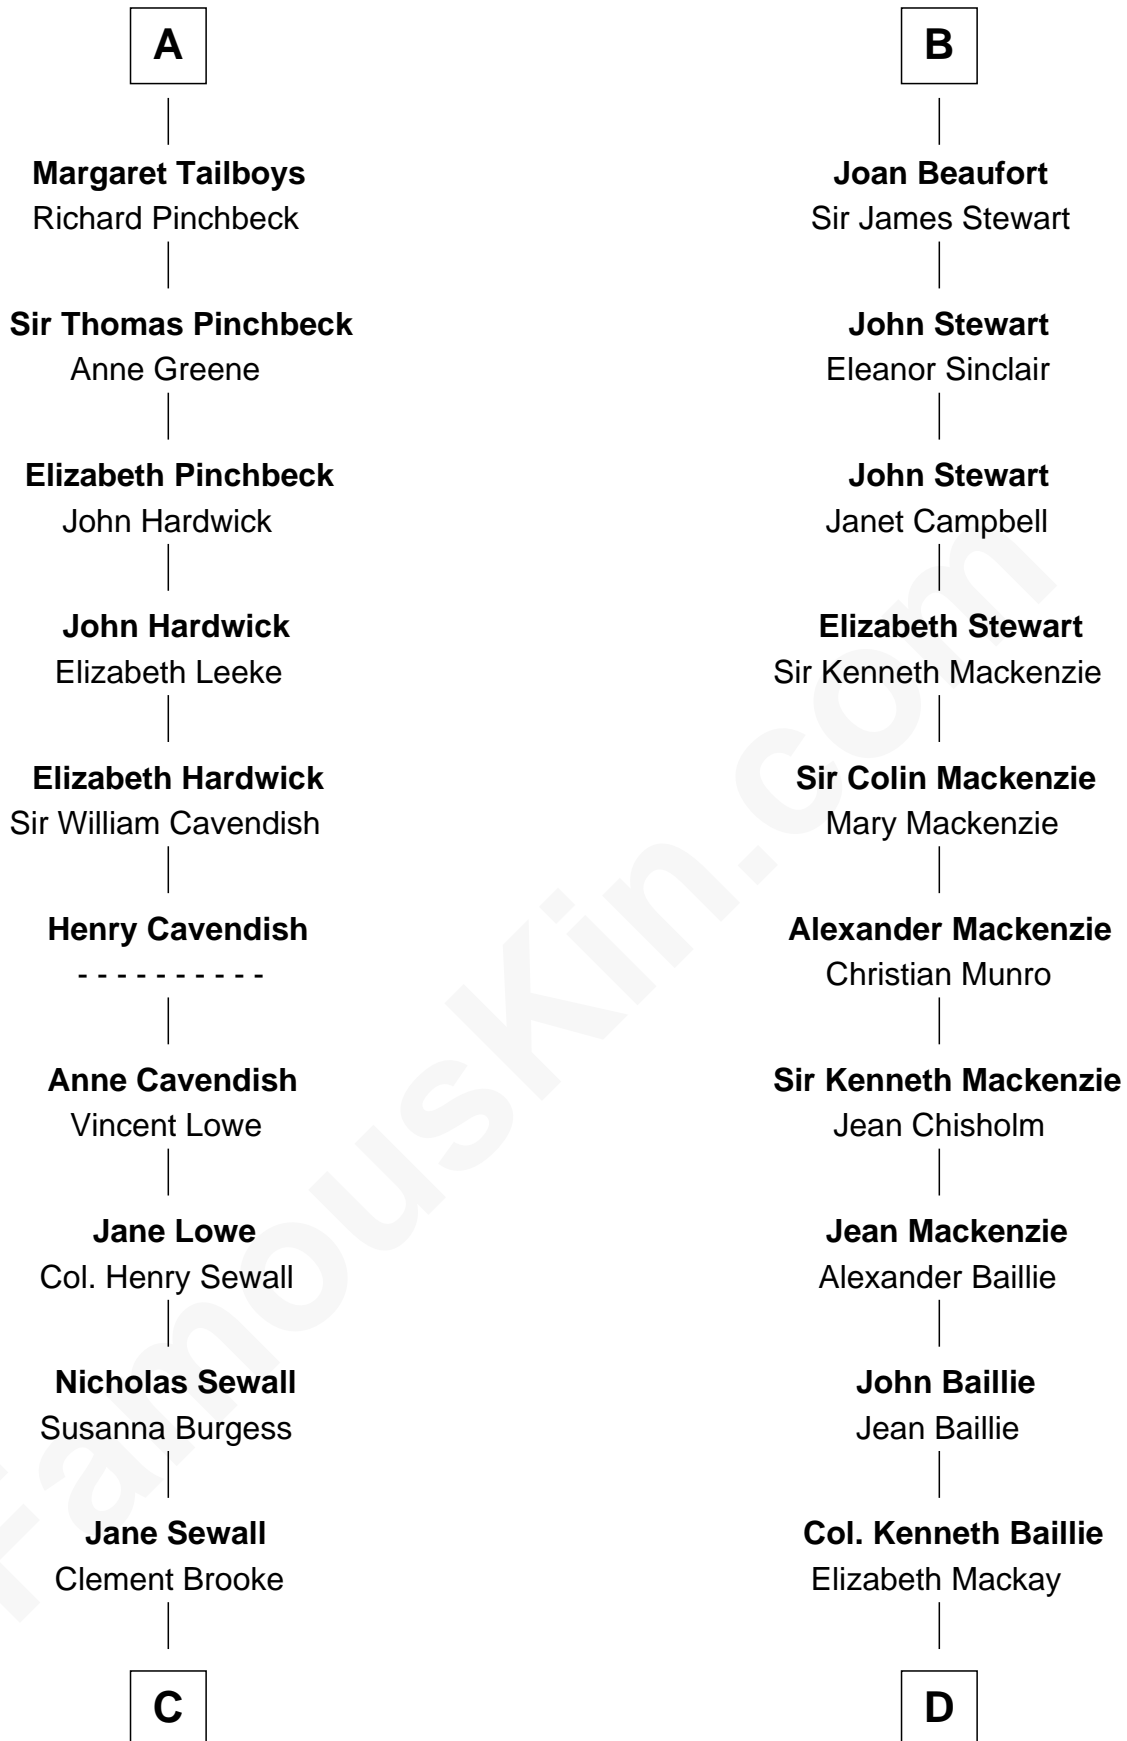 A
Margaret Tailboys
Richard Pinchbeck
Sir Thomas Pinchbeck
Anne Greene
Elizabeth Pinchbeck
John Hardwick
John Hardwick
Elizabeth Leeke
Elizabeth Hardwick
Sir William Cavendish
Henry Cavendish
- - - - - - - - - -
Anne Cavendish
Vincent Lowe
Jane Lowe
Col. Henry Sewall
Nicholas Sewall
Susanna Burgess
Jane Sewall
Clement Brooke
C
B
Joan Beaufort
Sir James Stewart
John Stewart
Eleanor Sinclair
John Stewart
Janet Campbell
Elizabeth Stewart
Sir Kenneth Mackenzie
Sir Colin Mackenzie
Mary Mackenzie
Alexander Mackenzie
Christian Munro
Sir Kenneth Mackenzie
Jean Chisholm
Jean Mackenzie
Alexander Baillie
John Baillie
Jean Baillie
Col. Kenneth Baillie
Elizabeth Mackay
D
FamousKin.com